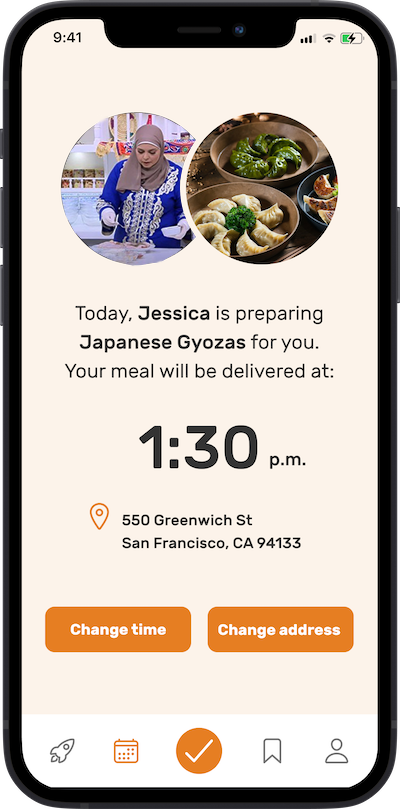 9:41
Today, Jessica is preparing
Japanese Gyozas for you.
Your meal will be delivered at:
1:30 p.m.
550 Greenwich St
San Francisco, CA 94133
Change time
Change address